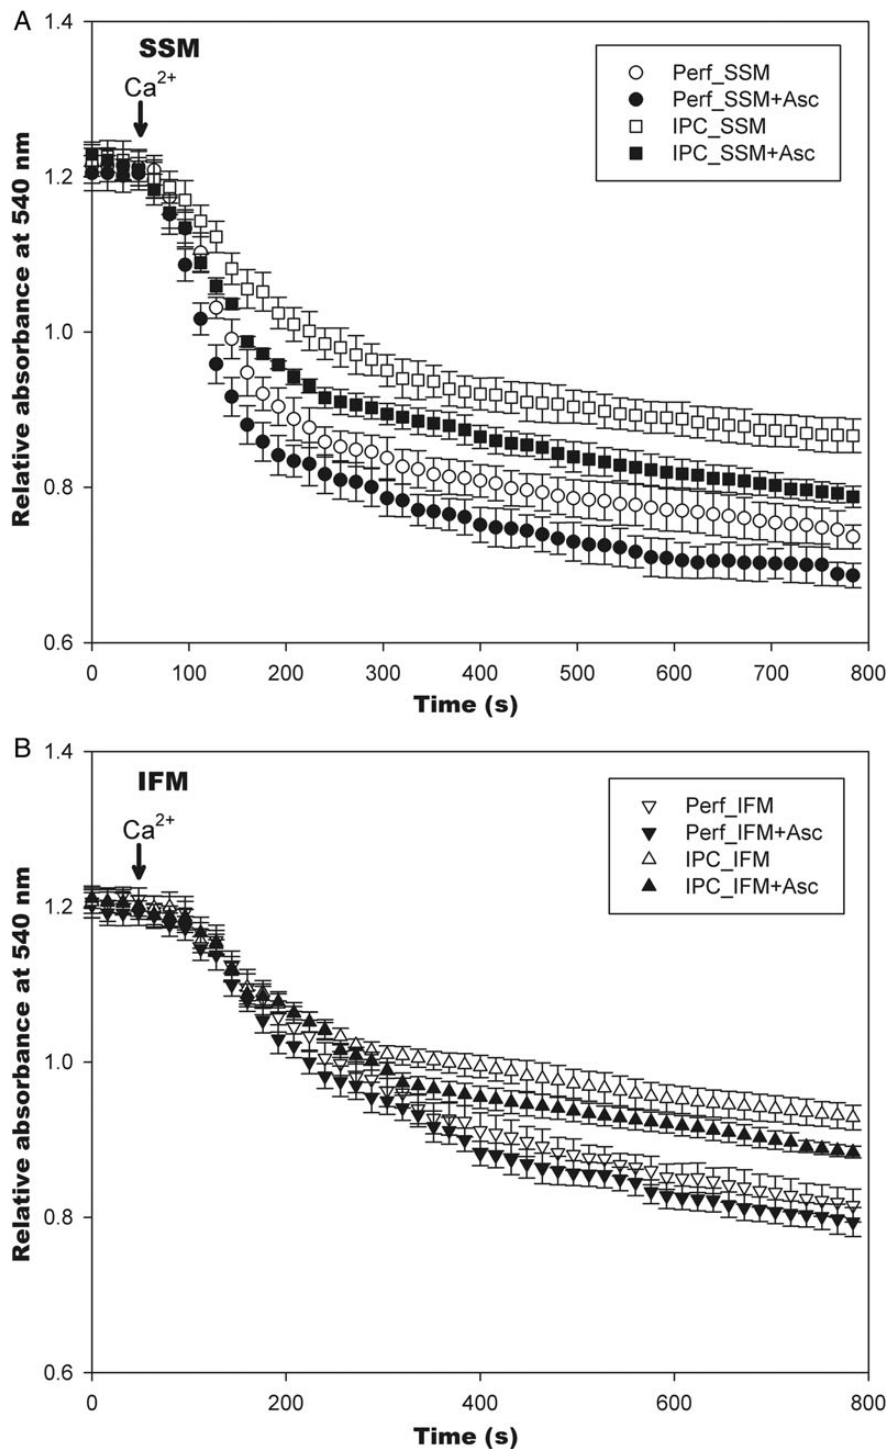 A
1.4
SSM
Ca2+
Perf_SSM
Perf_SSM+Asc
IPC_SSM
IPC_SSM+Asc
1.2
1.0
0.8
0.6
Relative absorbance at 540 nm
0 100 200 300 400 500 600 700 800
Time (s)
B
1.4
IFM
Ca2+
Perf_IFM
Perf_IFM+Asc
IPC_IFM
IPC_IFM+Asc
1.2
1.0
0.8
0.6
Relative absorbance at 540 nm
0 200 400 600 800
Time (s)